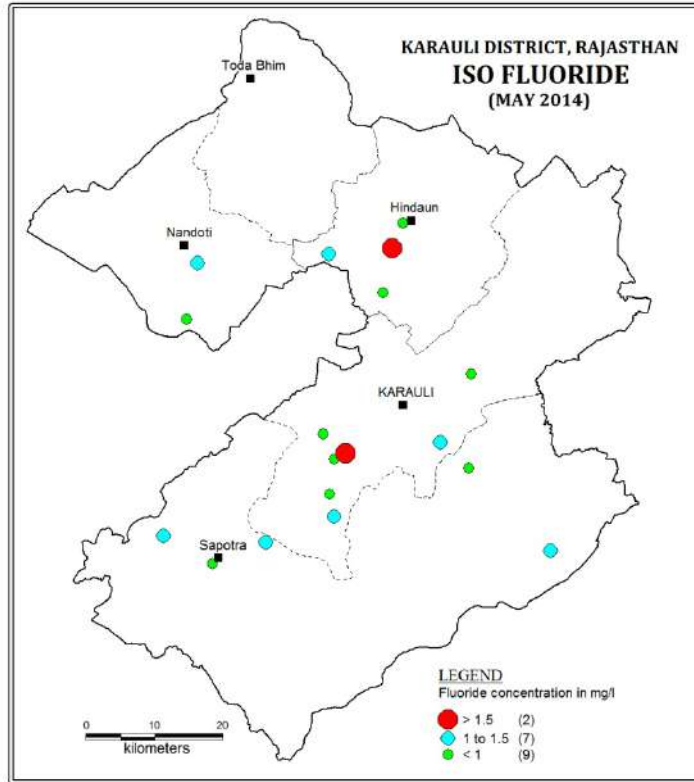 KARAULI DISTRICT, RAJASTHAN
ISO FLUORIDE
(MAY 2014)
Toda Bhim
Hindaun
Nandoti
KARAULI
Sapotra
LEGEND
Fluoride concentration in mg/l
> 1.5 (2)
1 to 1.5 (7)
< 1 (9)
0 10 20
kilometers